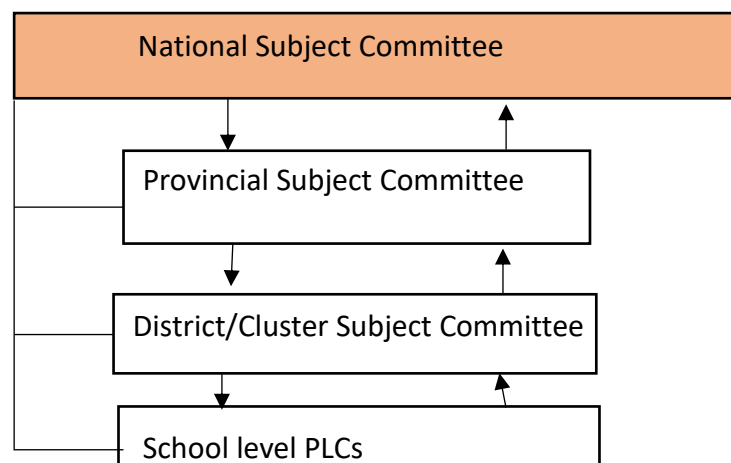 National Subject Committee
Provincial Subject Committee
District/Cluster Subject Committee
School level PLCs